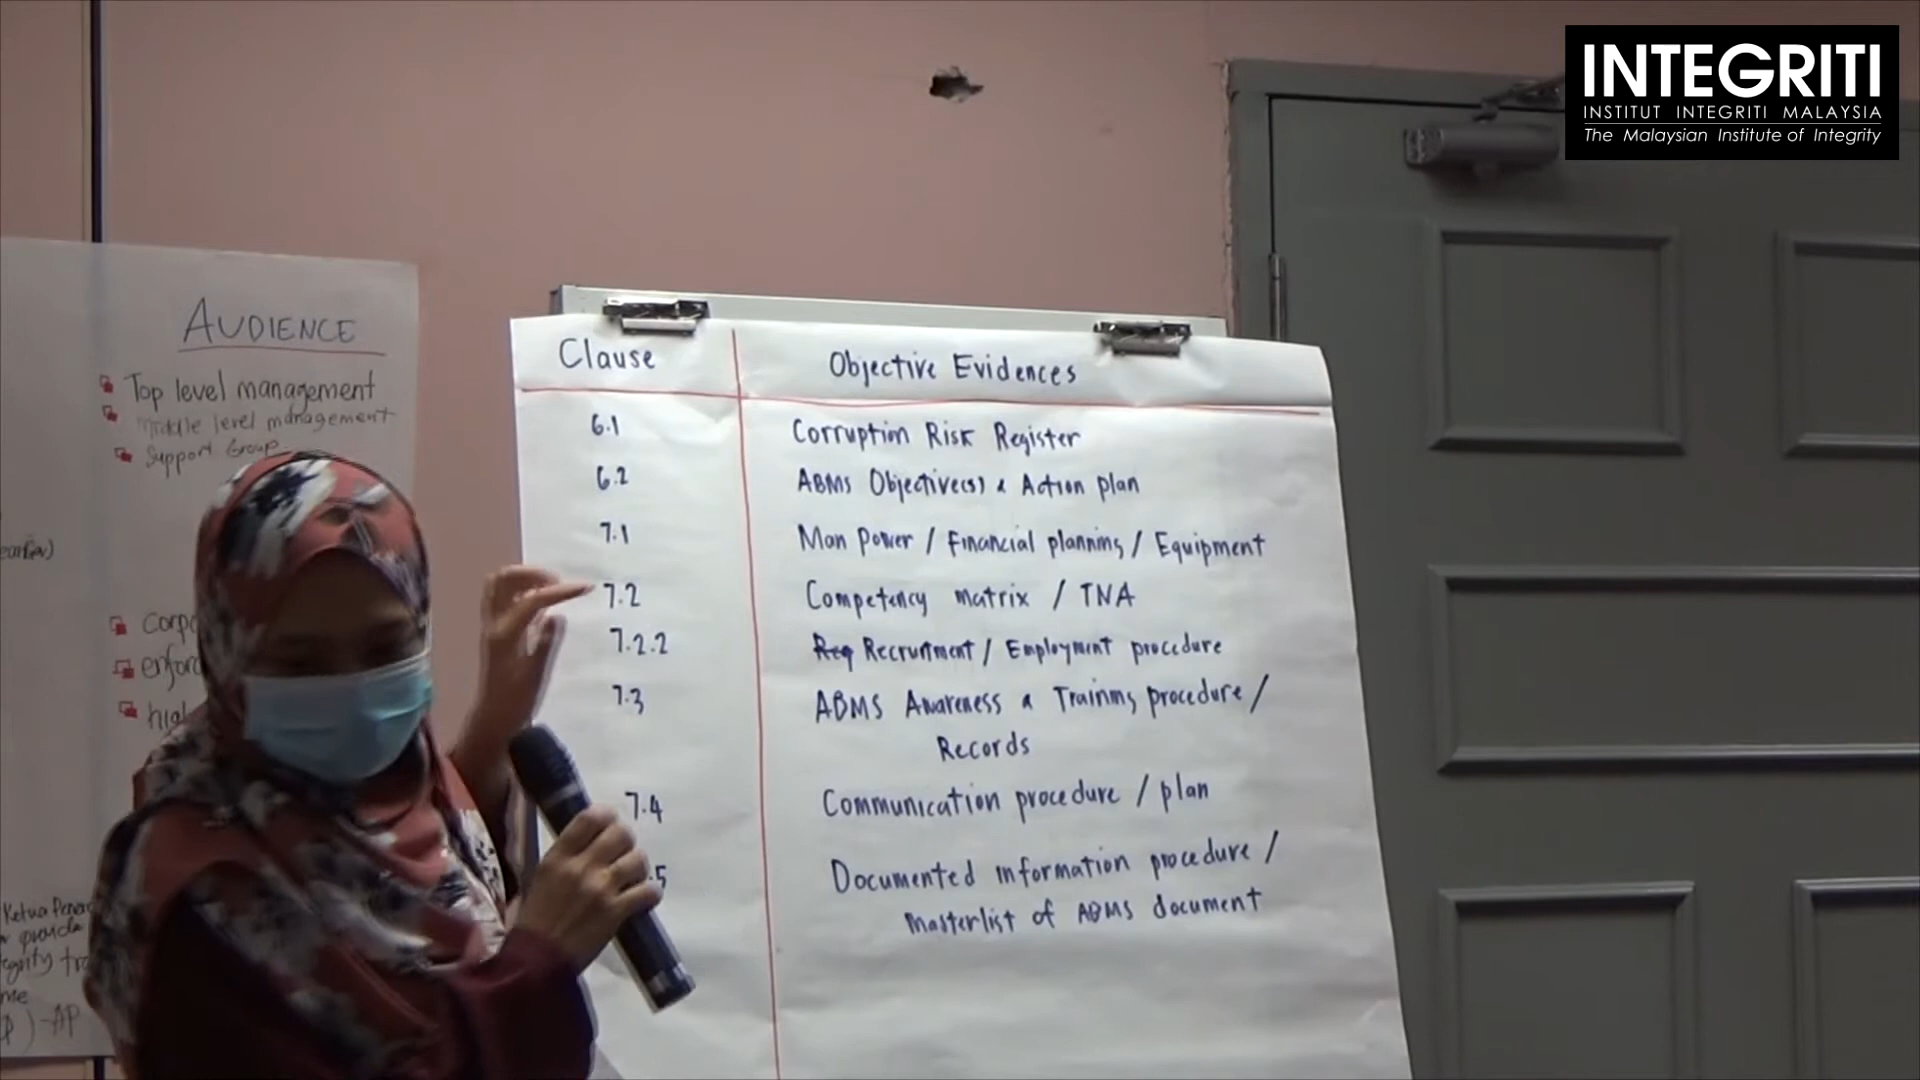 INTEGRITI
INSTITUT INTEGRITI MALAYSIA
The Malaysian Institute of Integrity
AUDIENCE
Top level management
Middle level management
Support Group
Ketua
provide
Clause Objective Evidences
6.1 Corruption Risk Register
6.2 ABMS Objective(s) & Action plan
7.1 Man Power / Financial planning / Equipment
7.2 Competency matrix / TNA
7.2.2 Req Recruitment / Employment procedure
7.3 ABMS Awareness & Training procedure /
Records
7.4 Communication procedure / plan
.5 Documented information procedure /
Masterlist of ABMS document